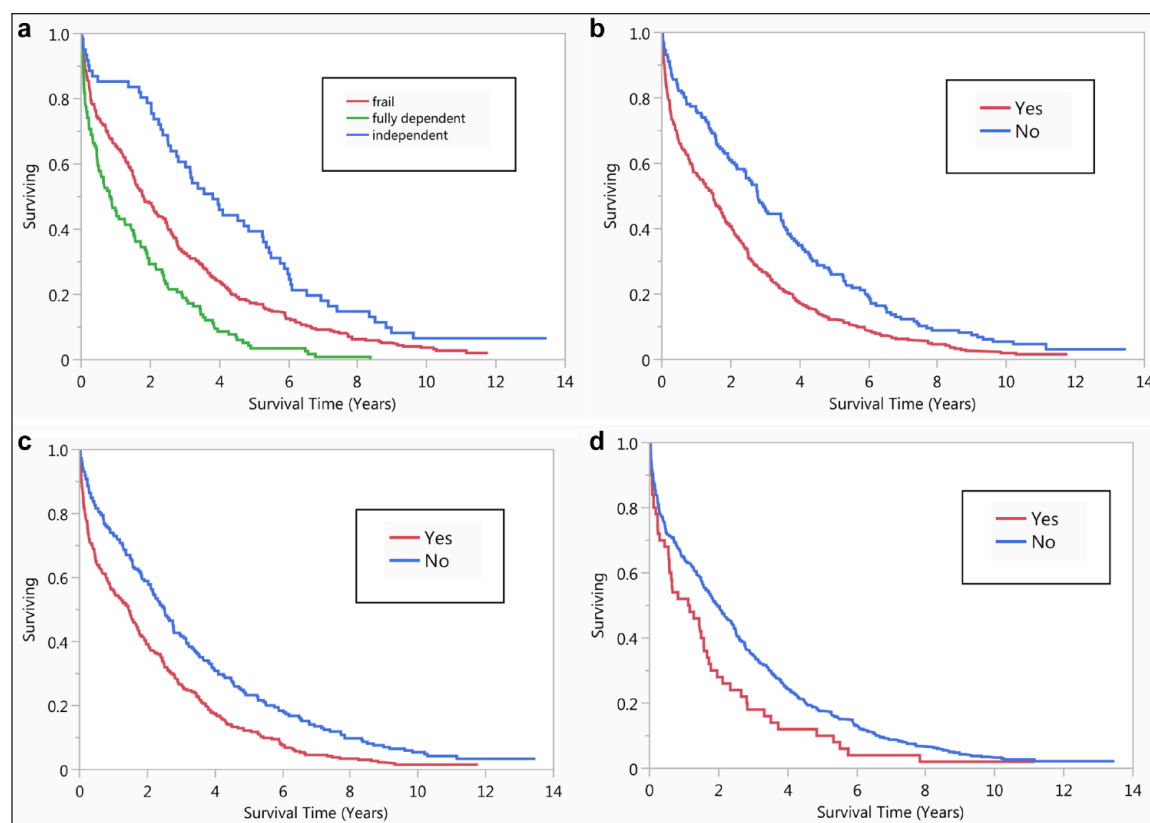 a
1.0
0.8
0.6
0.4
0.2
0
Surviving
frail
fully dependent
independent
0 2 4 6 8 10 12 14
Survival Time (Years)
b
1.0
0.8
0.6
0.4
0.2
0
Surviving
Yes
No
0 2 4 6 8 10 12 14
Survival Time (Years)
c
1.0
0.8
0.6
0.4
0.2
0
Surviving
Yes
No
0 2 4 6 8 10 12 14
Survival Time (Years)
d
1.0
0.8
0.6
0.4
0.2
0
Surviving
Yes
No
0 2 4 6 8 10 12 14
Survival Time (Years)